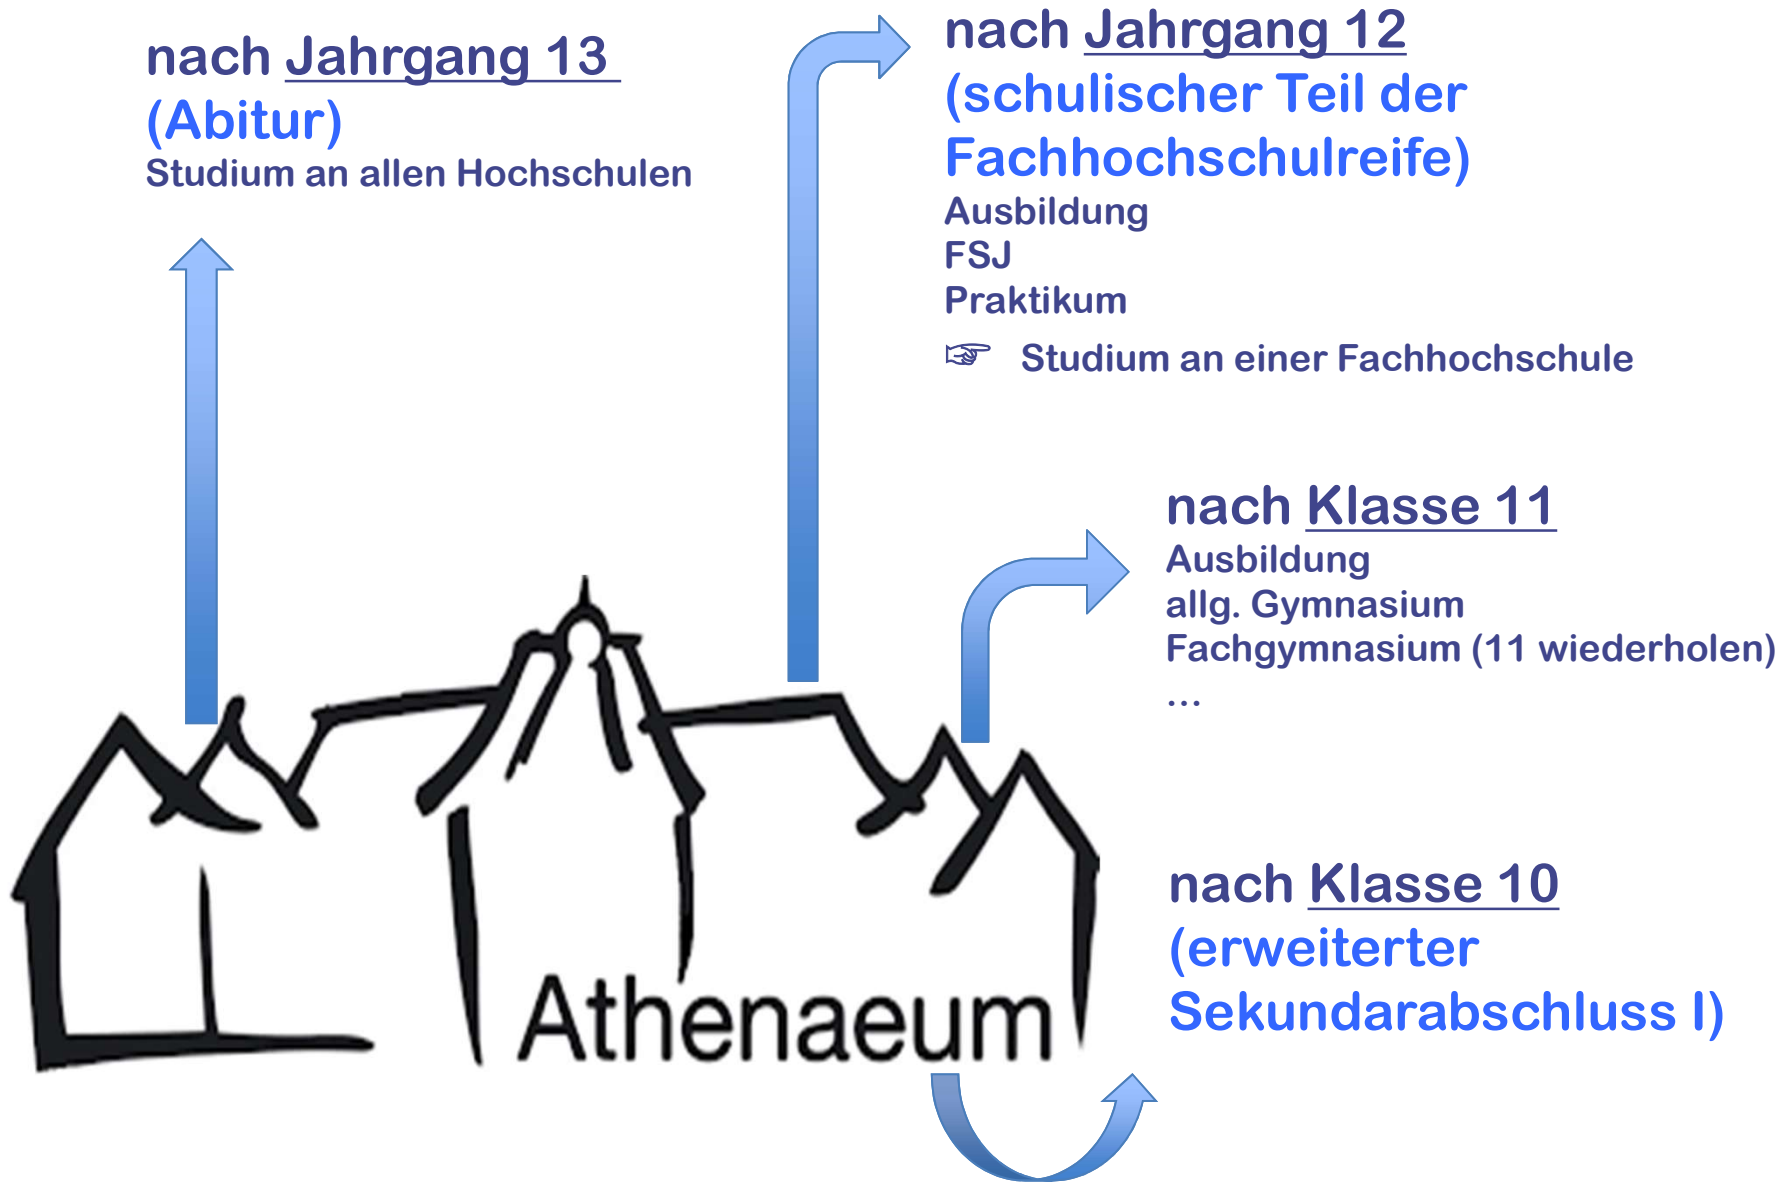 nach Jahrgang 13
(Abitur)
Studium an allen Hochschulen
nach Jahrgang 12
(schulischer Teil der
Fachhochschulreife)
Ausbildung
FSJ
Praktikum
☞ Studium an einer Fachhochschule
nach Klasse 11
Ausbildung
allg. Gymnasium
Fachgymnasium (11 wiederholen)
…
nach Klasse 10
(erweiterter
Sekundarabschluss I)
Athenaeum